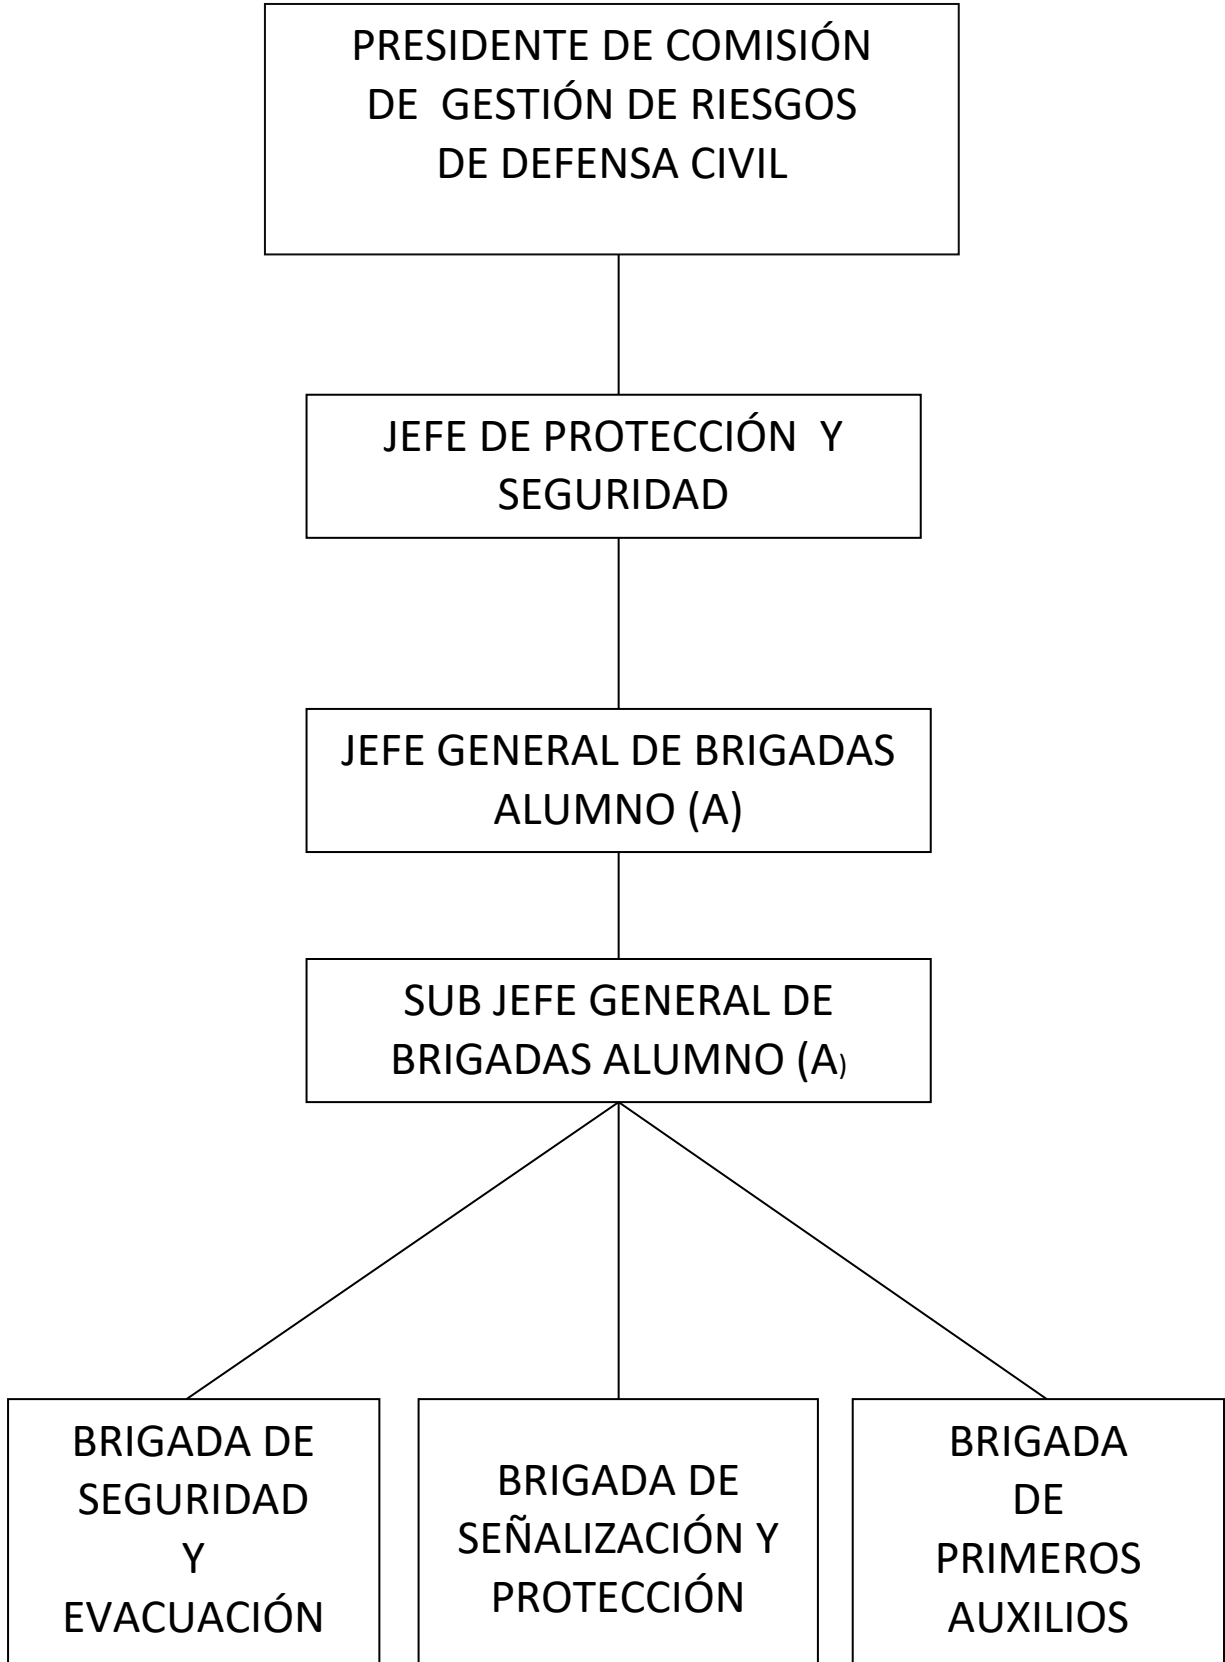 PRESIDENTE DE COMISIÓN
DE GESTIÓN DE RIESGOS
DE DEFENSA CIVIL
JEFE DE PROTECCIÓN Y
SEGURIDAD
JEFE GENERAL DE BRIGADAS
ALUMNO (A)
SUB JEFE GENERAL DE
BRIGADAS ALUMNO (A)
BRIGADA DE
SEGURIDAD
Y
EVACUACIÓN
BRIGADA DE
SEÑALIZACIÓN Y
PROTECCIÓN
BRIGADA
DE
PRIMEROS
AUXILIOS